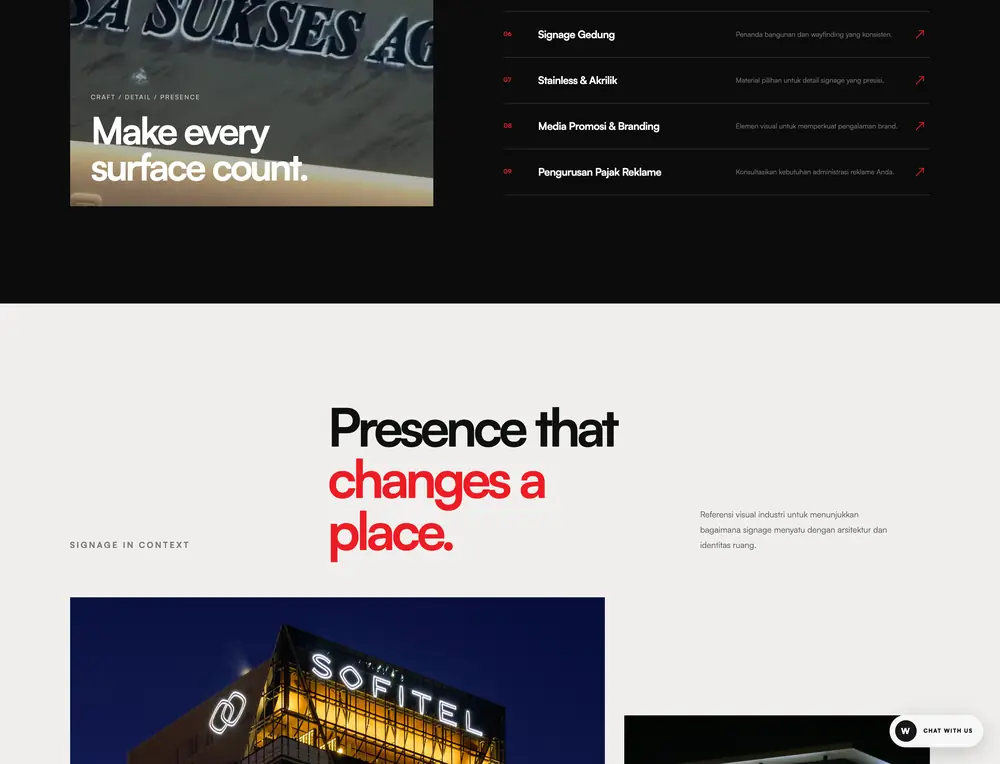 SA SUKSES AG
CRAFT / DETAIL / PRESENCE
Make every
surface count.
06 Signage Gedung Penanda bangunan dan wayfinding yang konsisten.
07 Stainless & Akrilik Material pilihan untuk detail signage yang presisi.
08 Media Promosi & Branding Elemen visual untuk memperkuat pengalaman brand.
09 Pengurusan Pajak Reklame Konsultasikan kebutuhan administrasi reklame Anda.
Presence that
changes a
place.
SIGNAGE IN CONTEXT
Referensi visual industri untuk menunjukkan
bagaimana signage menyatu dengan arsitektur dan
identitas ruang.
SOFITEL
W CHAT WITH US